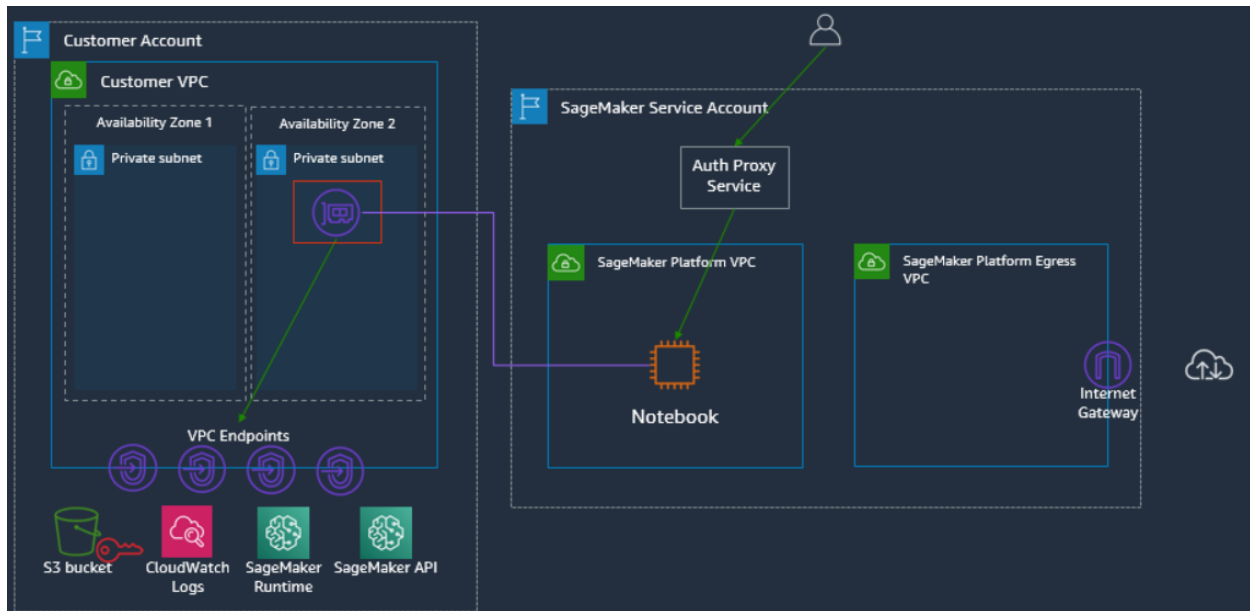 Customer Account
Customer VPC
Availability Zone 1
Private subnet
Availability Zone 2
Private subnet
VPC Endpoints
S3 bucket
CloudWatch
Logs
SageMaker
Runtime
SageMaker API
SageMaker Service Account
Auth Proxy
Service
SageMaker Platform VPC
Notebook
SageMaker Platform Egress
VPC
Internet
Gateway